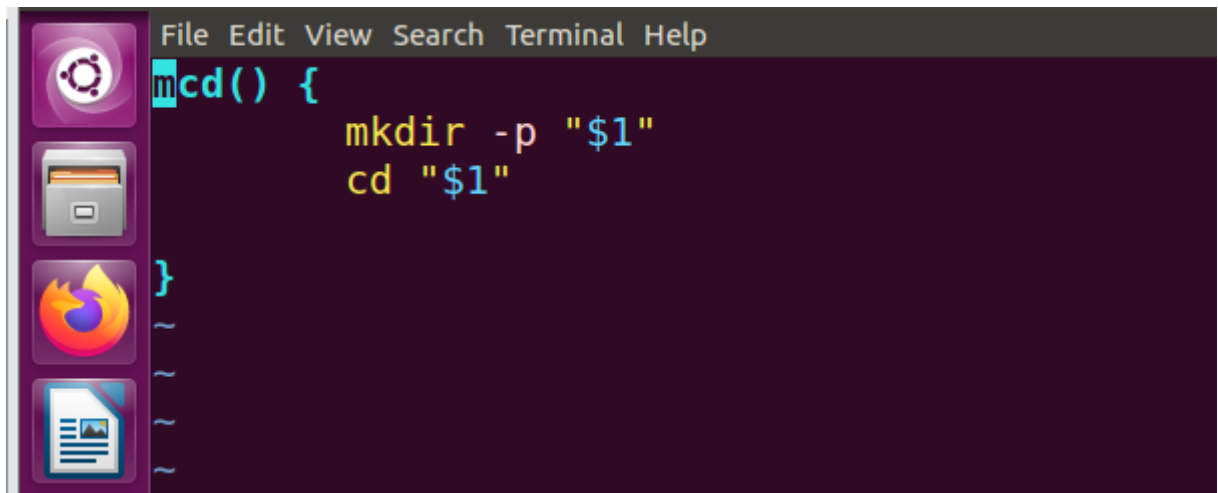 File Edit View Search Terminal Help
mcd() {
mkdir -p "$1"
cd "$1"
}
~
~
~
~